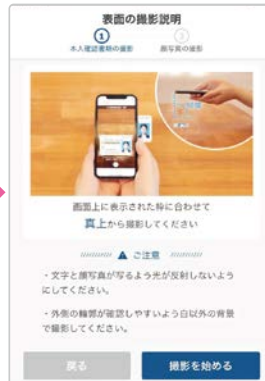 表面の撮影説明
①
③
本人確認書類の撮影
顔写真の撮影
画面上に表示された枠に合わせて
真上から撮影してください
ご注意
・文字と顔写真が写るよう光が反射しないよう
にしてください。
・外側の輪郭が確認しやすいよう白以外の背景
で撮影してください。
戻る
撮影を始める